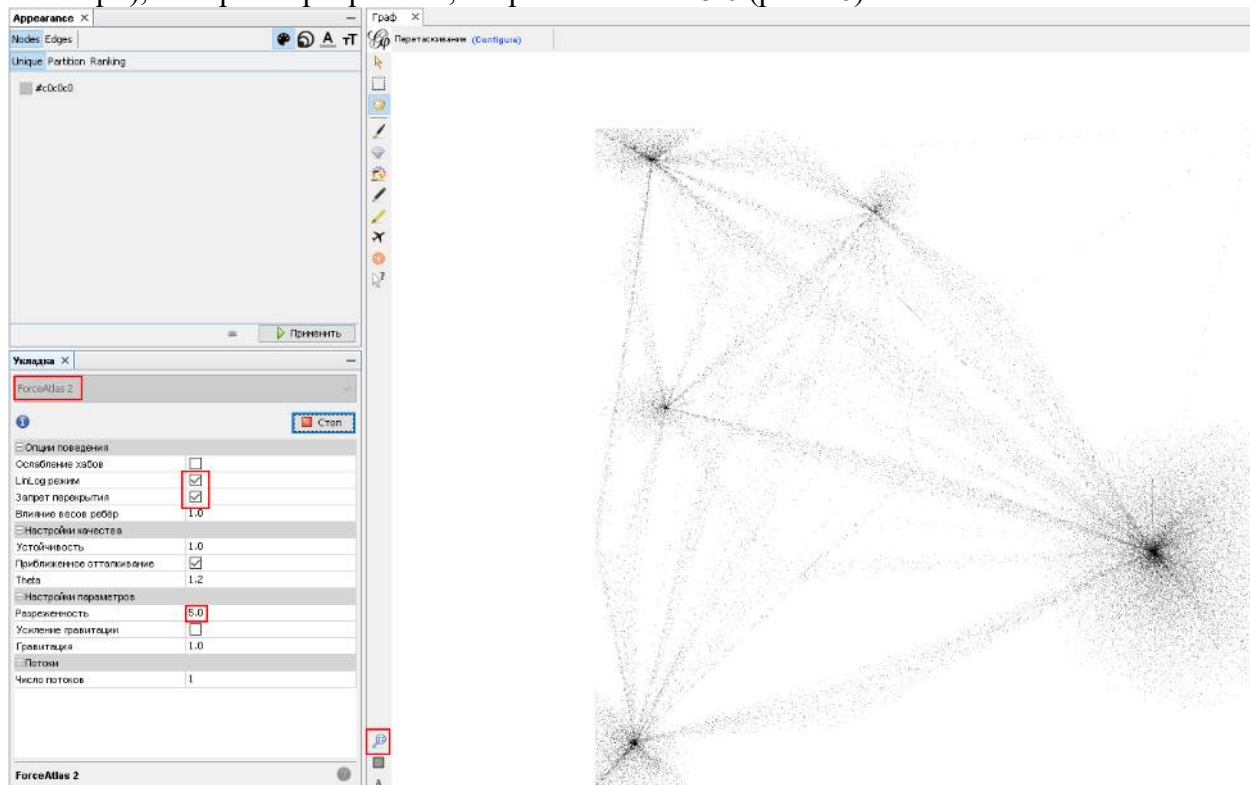 Appearance ×
Nodes Edges
Unique Partition Ranking
#c0c0c0
Применить
Укладка ×
ForceAtlas 2
Стоп
Опции поведения
Ослабление хабов
LinLog режим
Запрет перекрытия
Влияние весов рёбер 1.0
Настройки качества
Устойчивость 1.0
Приближенное отталкивание
Theta 1.2
Настройки параметров
Разреженность 5.0
Усиление гравитации
Гравитация 1.0
Потоки
Число потоков 1
ForceAtlas 2
Граф ×
Перетаскивание (Configure)